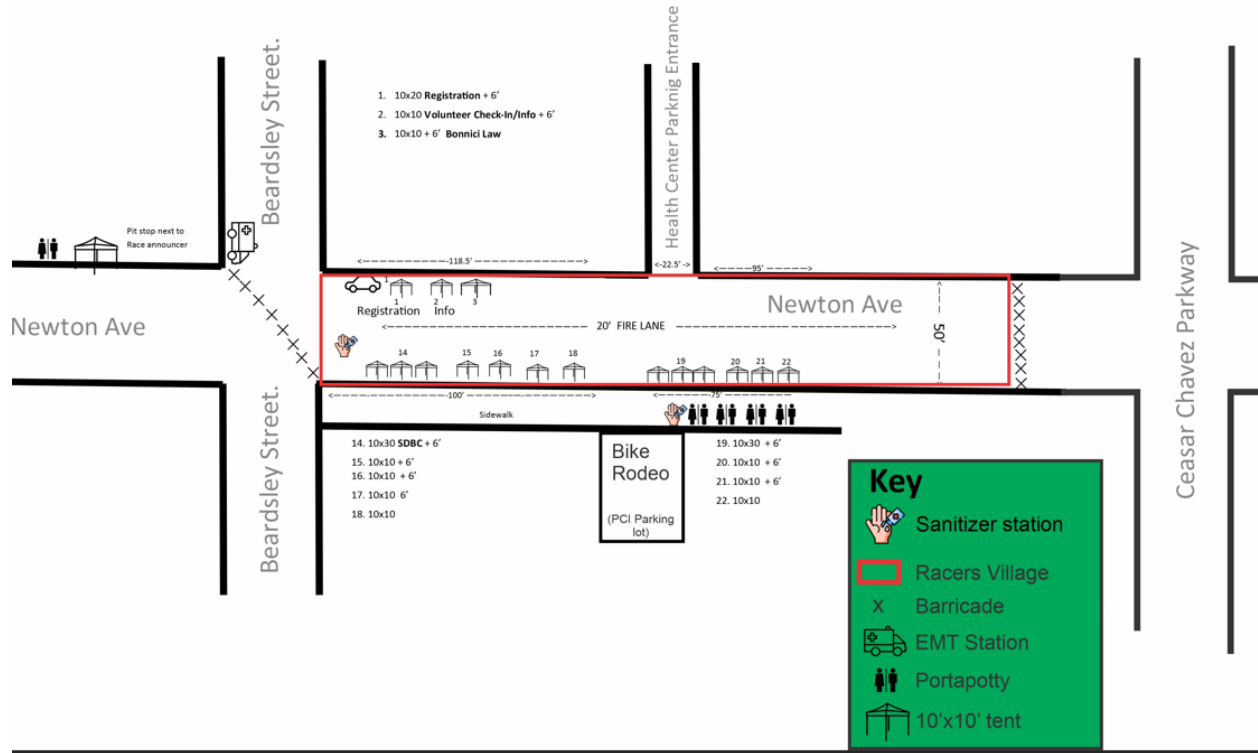 Beardsley Street.
Health Center Parknig Entrance
1. 10x20 Registration + 6'
2. 10x10 Volunteer Check-In/Info + 6'
3. 10x10 + 6' Bonnici Law
Pit stop next to
Race announcer
<---118.5'--->
<-22.5'->
<---95'--->
Ceasar Chavez Parkway
Newton Ave
1
1
2
3
Registration
Info
Newton Ave
20' FIRE LANE
50'
14
15
16
17
18
19
20
21
22
100'
75'
Sidewalk
Beardsley Street.
14. 10x30 SDBC + 6'
15. 10x10 + 6'
16. 10x10 + 6'
17. 10x10 6'
18. 10x10
Bike
Rodeo
(PCI Parking
lot)
19. 10x30 + 6'
20. 10x10 + 6'
21. 10x10 + 6'
22. 10x10
Key
Sanitizer station
Racers Village
x Barricade
EMT Station
Portapotty
10'x10' tent